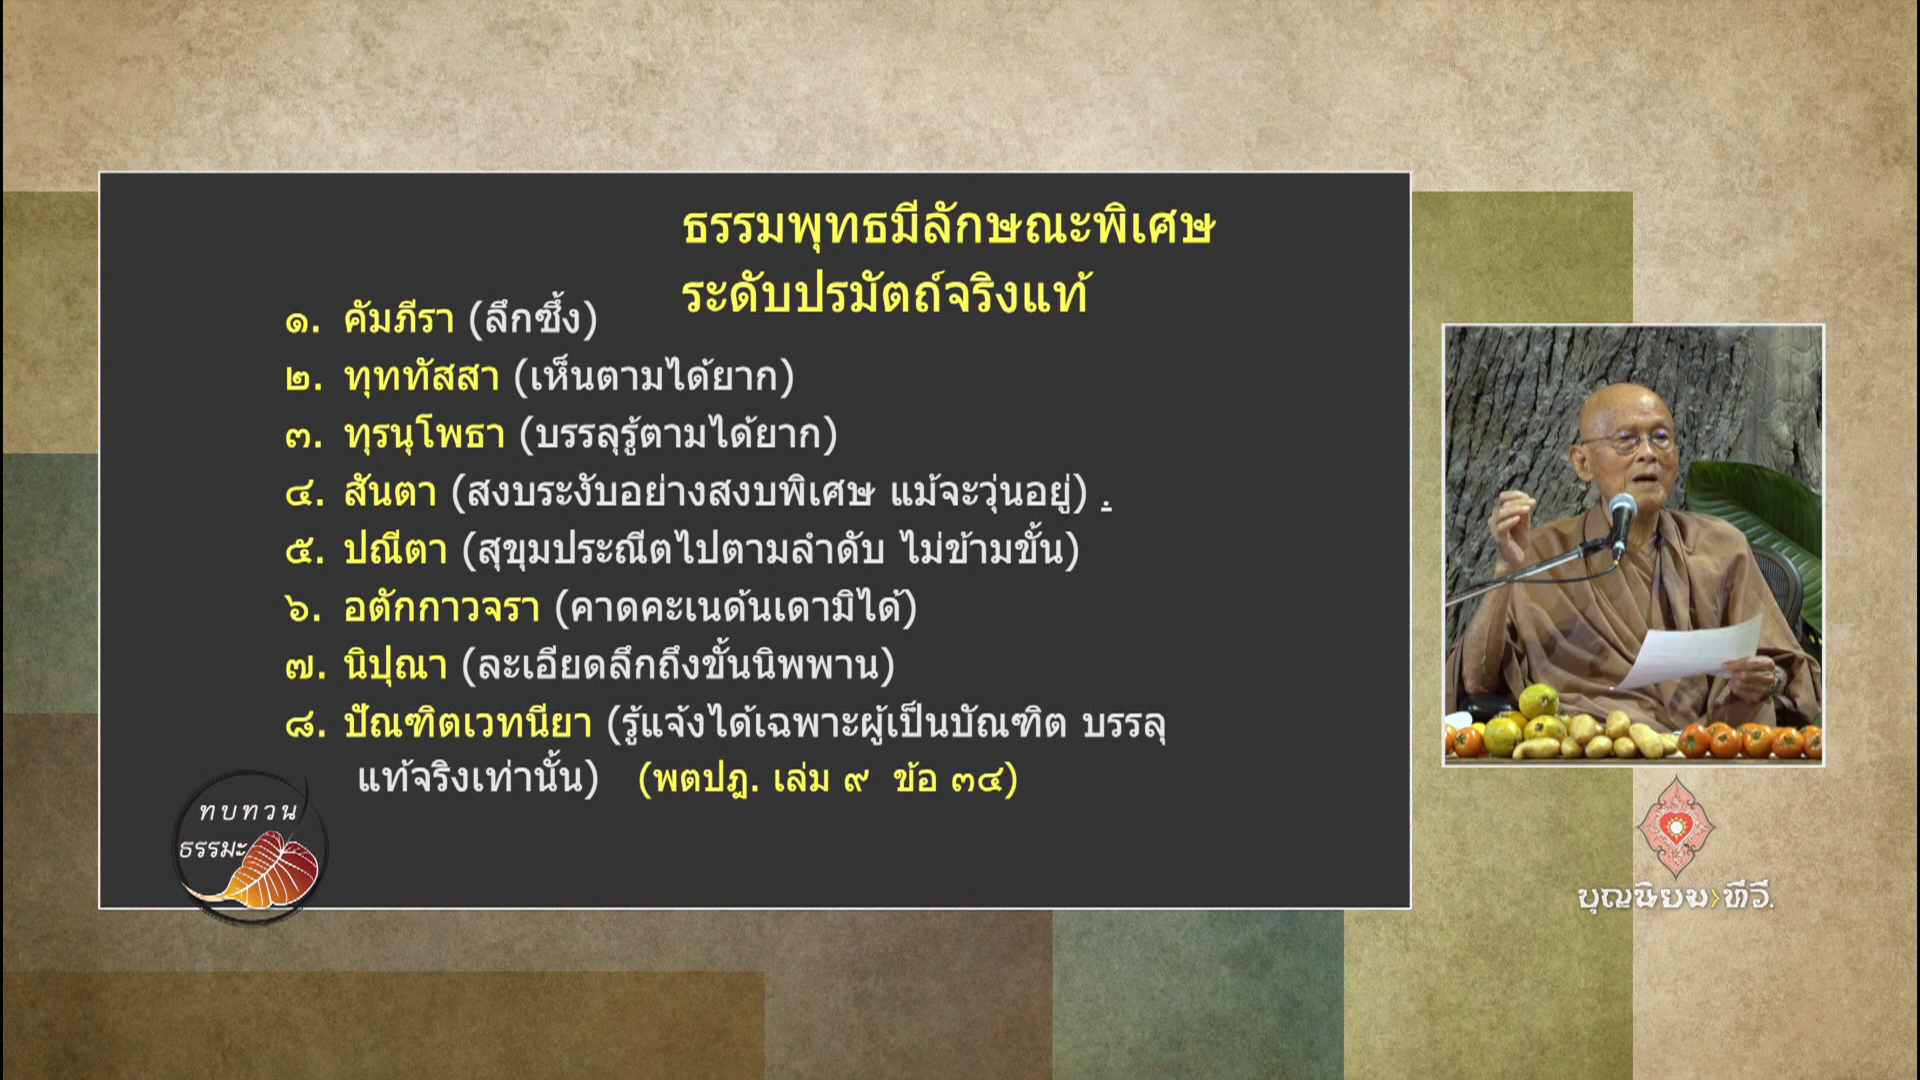 ธรรมพุทธมีลักษณะพิเศษ
ระดับปรมัตถ์จริงแท้
๑. คัมภีรา (ลึกซึ้ง)
๒. ทุททัสสา (เห็นตามได้ยาก)
๓. ทุรนุโพธา (บรรลุรู้ตามได้ยาก)
๔. สันตา (สงบระงับอย่างสงบพิเศษ แม้จะวุ่นอยู่) .
๕. ปณีตา (สุขุมประณีตไปตามลำดับ ไม่ข้ามขั้น)
๖. อตักกาวจรา (คาดคะเนด้นเดามิได้)
๗. นิปุณา (ละเอียดลึกถึงขั้นนิพพาน)
๘. ปัณฑิตเวทนียา (รู้แจ้งได้เฉพาะผู้เป็นบัณฑิต บรรลุ
แท้จริงเท่านั้น) (พตปฎ. เล่ม ๙ ข้อ ๓๔)
ทบทวน
ธรรมะ
บุญนิยม>ทีวี.